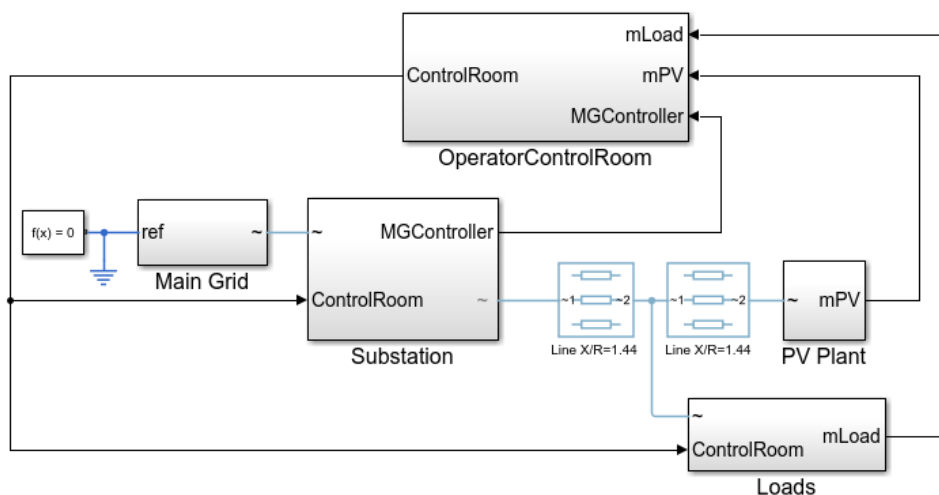 mLoad
ControlRoom
mPV
MGController
OperatorControlRoom
f(x) = 0
ref
~
Main Grid
~
MGController
ControlRoom
~
Substation
~1
~2
Line X/R=1.44
~1
~2
Line X/R=1.44
~
mPV
PV Plant
~
ControlRoom
mLoad
Loads